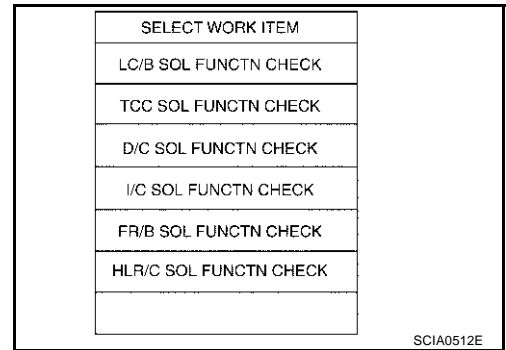 SELECT WORK ITEM
LC/B SOL FUNCTN CHECK
TCC SOL FUNCTN CHECK
D/C SOL FUNCTN CHECK
I/C SOL FUNCTN CHECK
FR/B SOL FUNCTN CHECK
HLR/C SOL FUNCTN CHECK
SCIA0512E